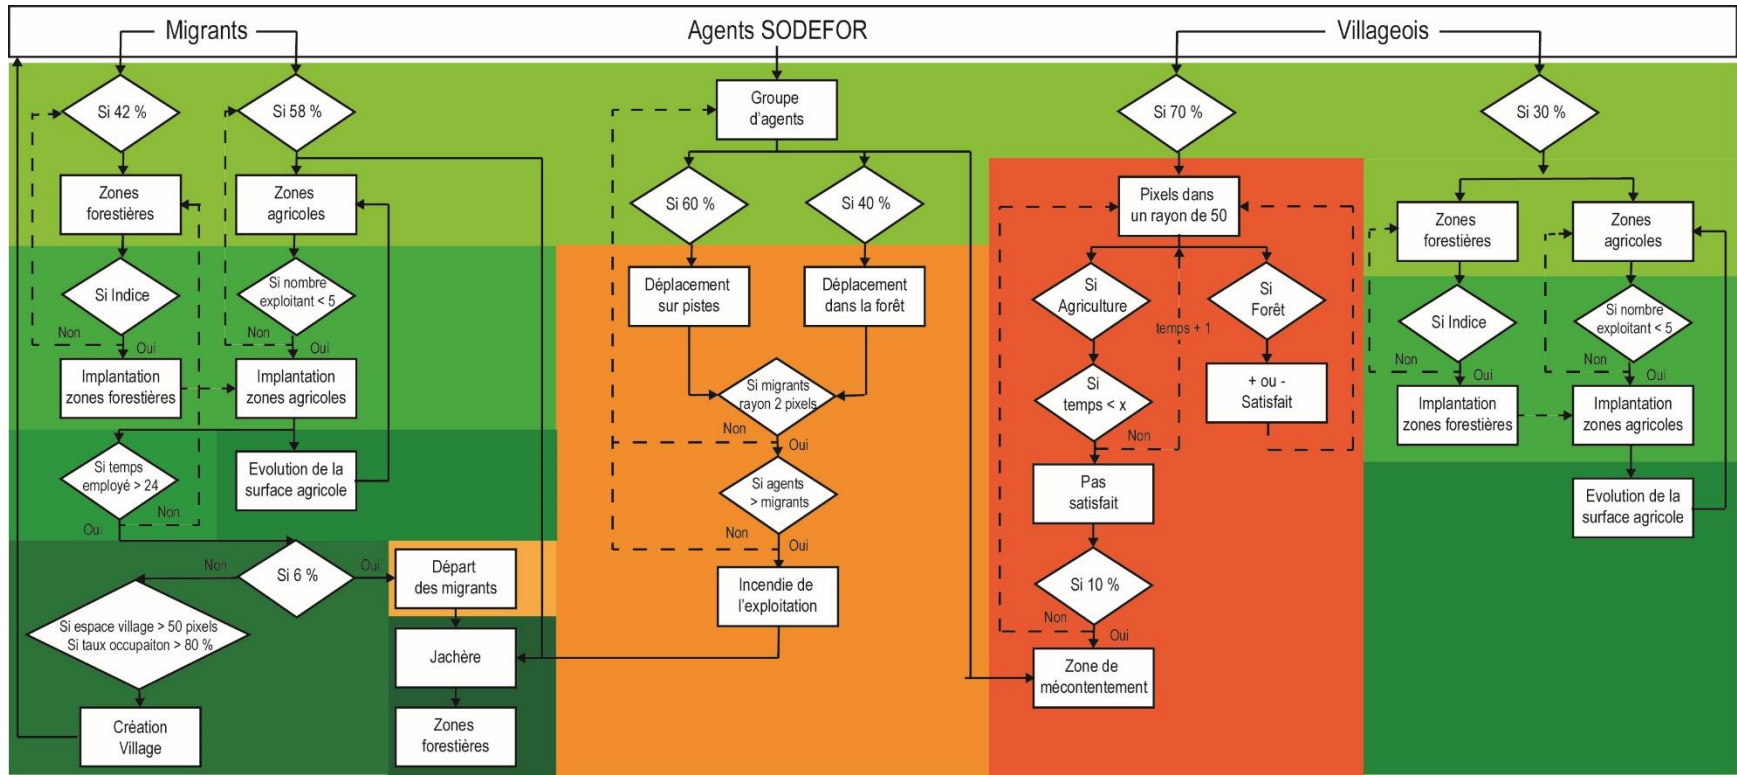 Migrants
Agents SODEFOR
Villageois
Si 42 %
Si 58 %
Zones
forestières
Zones
agricoles
Si Indice
Si nombre
exploitant < 5
Non
Oui
Non
Oui
Implantation
zones forestières
Implantation
zones agricoles
Si temps
employé > 24
Evolution de la
surface agricole
Non
Oui
Si 6 %
Non
Oui
Départ
des migrants
Si espace village > 50 pixels
Si taux occupaiton > 80 %
Jachère
Création
Village
Zones
forestières
Groupe
d'agents
Si 60 %
Si 40 %
Déplacement
sur pistes
Déplacement
dans la forêt
Si migrants
rayon 2 pixels
Non
Oui
Si agents
> migrants
Non
Oui
Incendie de
l'exploitation
Si 70 %
Pixels dans
un rayon de 50
Si
Agriculture
Si
Forêt
temps + 1
Si
temps < x
+ ou -
Satisfait
Non
Pas
satisfait
Si 10 %
Non
Oui
Zone de
mécontentement
Si 30 %
Zones
forestières
Zones
agricoles
Si Indice
Si nombre
exploitant < 5
Non
Oui
Non
Oui
Implantation
zones forestières
Implantation
zones agricoles
Evolution de la
surface agricole